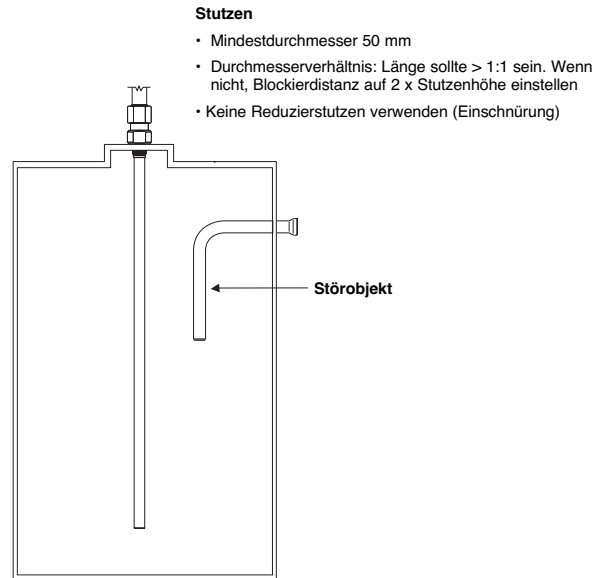 Stutzen
· Mindestdurchmesser 50 mm
· Durchmesserverhältnis: Länge sollte > 1:1 sein. Wenn
nicht, Blockierdistanz auf 2 x Stutzenhöhe einstellen
· Keine Reduzierstutzen verwenden (Einschnürung)
Störobjekt